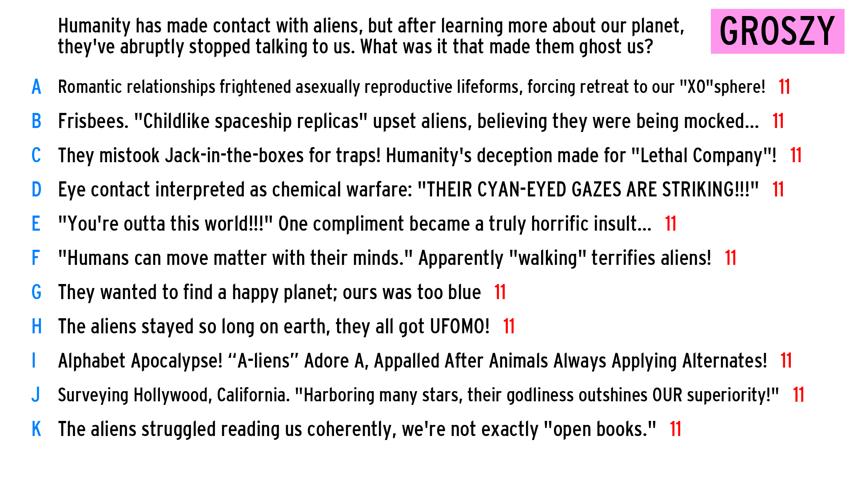 Humanity has made contact with aliens, but after learning more about our planet,
they've abruptly stopped talking to us. What was it that made them ghost us?
GROSZY
A Romantic relationships frightened asexually reproductive lifeforms, forcing retreat to our "XO"sphere! 11
B Frisbees. "Childlike spaceship replicas" upset aliens, believing they were being mocked... 11
C They mistook Jack-in-the-boxes for traps! Humanity's deception made for "Lethal Company"! 11
D Eye contact interpreted as chemical warfare: "THEIR CYAN-EYED GAZES ARE STRIKING!!!" 11
E "You're outta this world!!!" One compliment became a truly horrific insult... 11
F "Humans can move matter with their minds." Apparently "walking" terrifies aliens! 11
G They wanted to find a happy planet; ours was too blue 11
H The aliens stayed so long on earth, they all got UFOMO! 11
I Alphabet Apocalypse! “A-liens” Adore A, Appalled After Animals Always Applying Alternates! 11
J Surveying Hollywood, California. "Harboring many stars, their godliness outshines OUR superiority!" 11
K The aliens struggled reading us coherently, we're not exactly "open books." 11